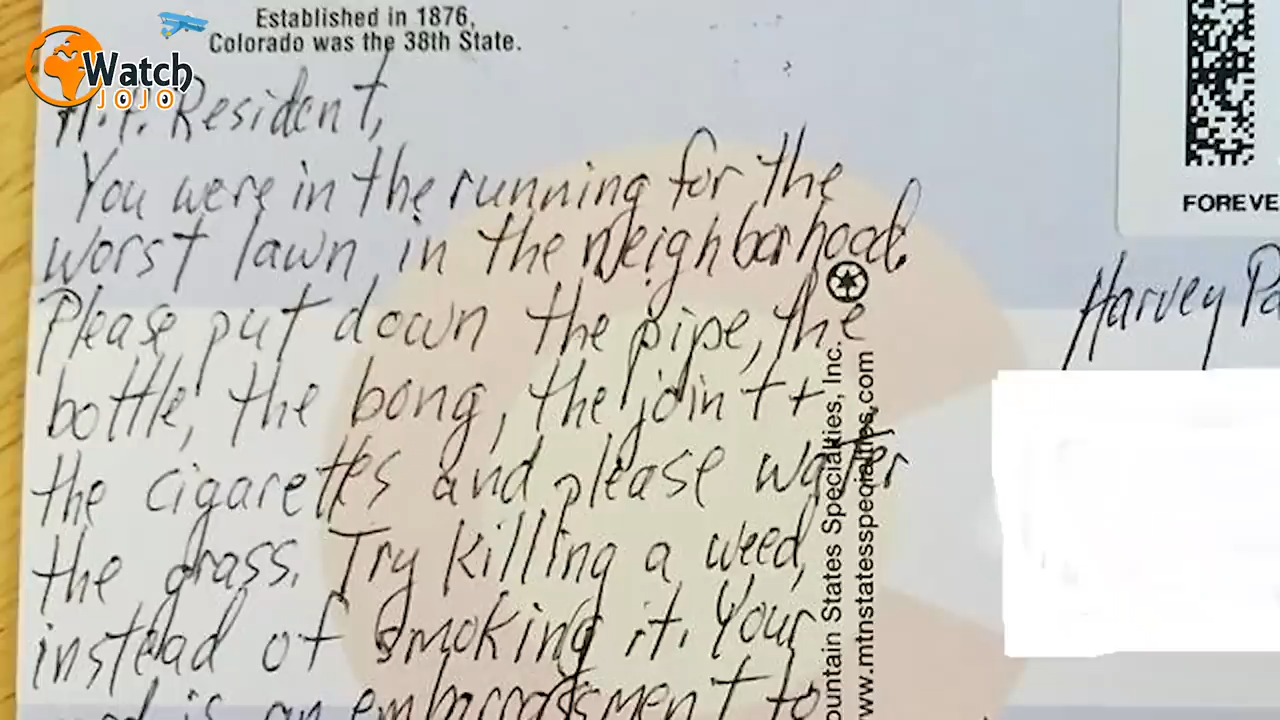 Established in 1876,
Colorado was the 38th State.
Watch
JOJO
H.P. Resident,
You were in the running for the
worst lawn in the neighborhood.
Please put down the pipe, the
bottle, the bong, the joint +
the cigarettes and please water
the grass. Try killing a weed,
instead of smoking it. Your
is an embarrassment to
FOREVE
Harvey Pa
ountain States Specialties, Inc.
ww.mtnstatesspecialties.com